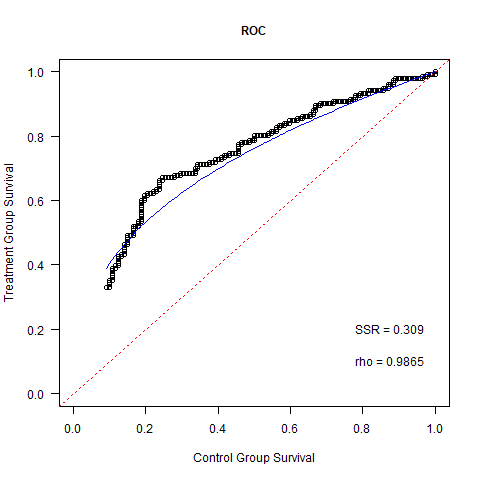 ROC
Treatment Group Survival
1.0
0.8
0.6
0.4
0.2
0.0
SSR = 0.309
rho = 0.9865
0.0 0.2 0.4 0.6 0.8 1.0
Control Group Survival